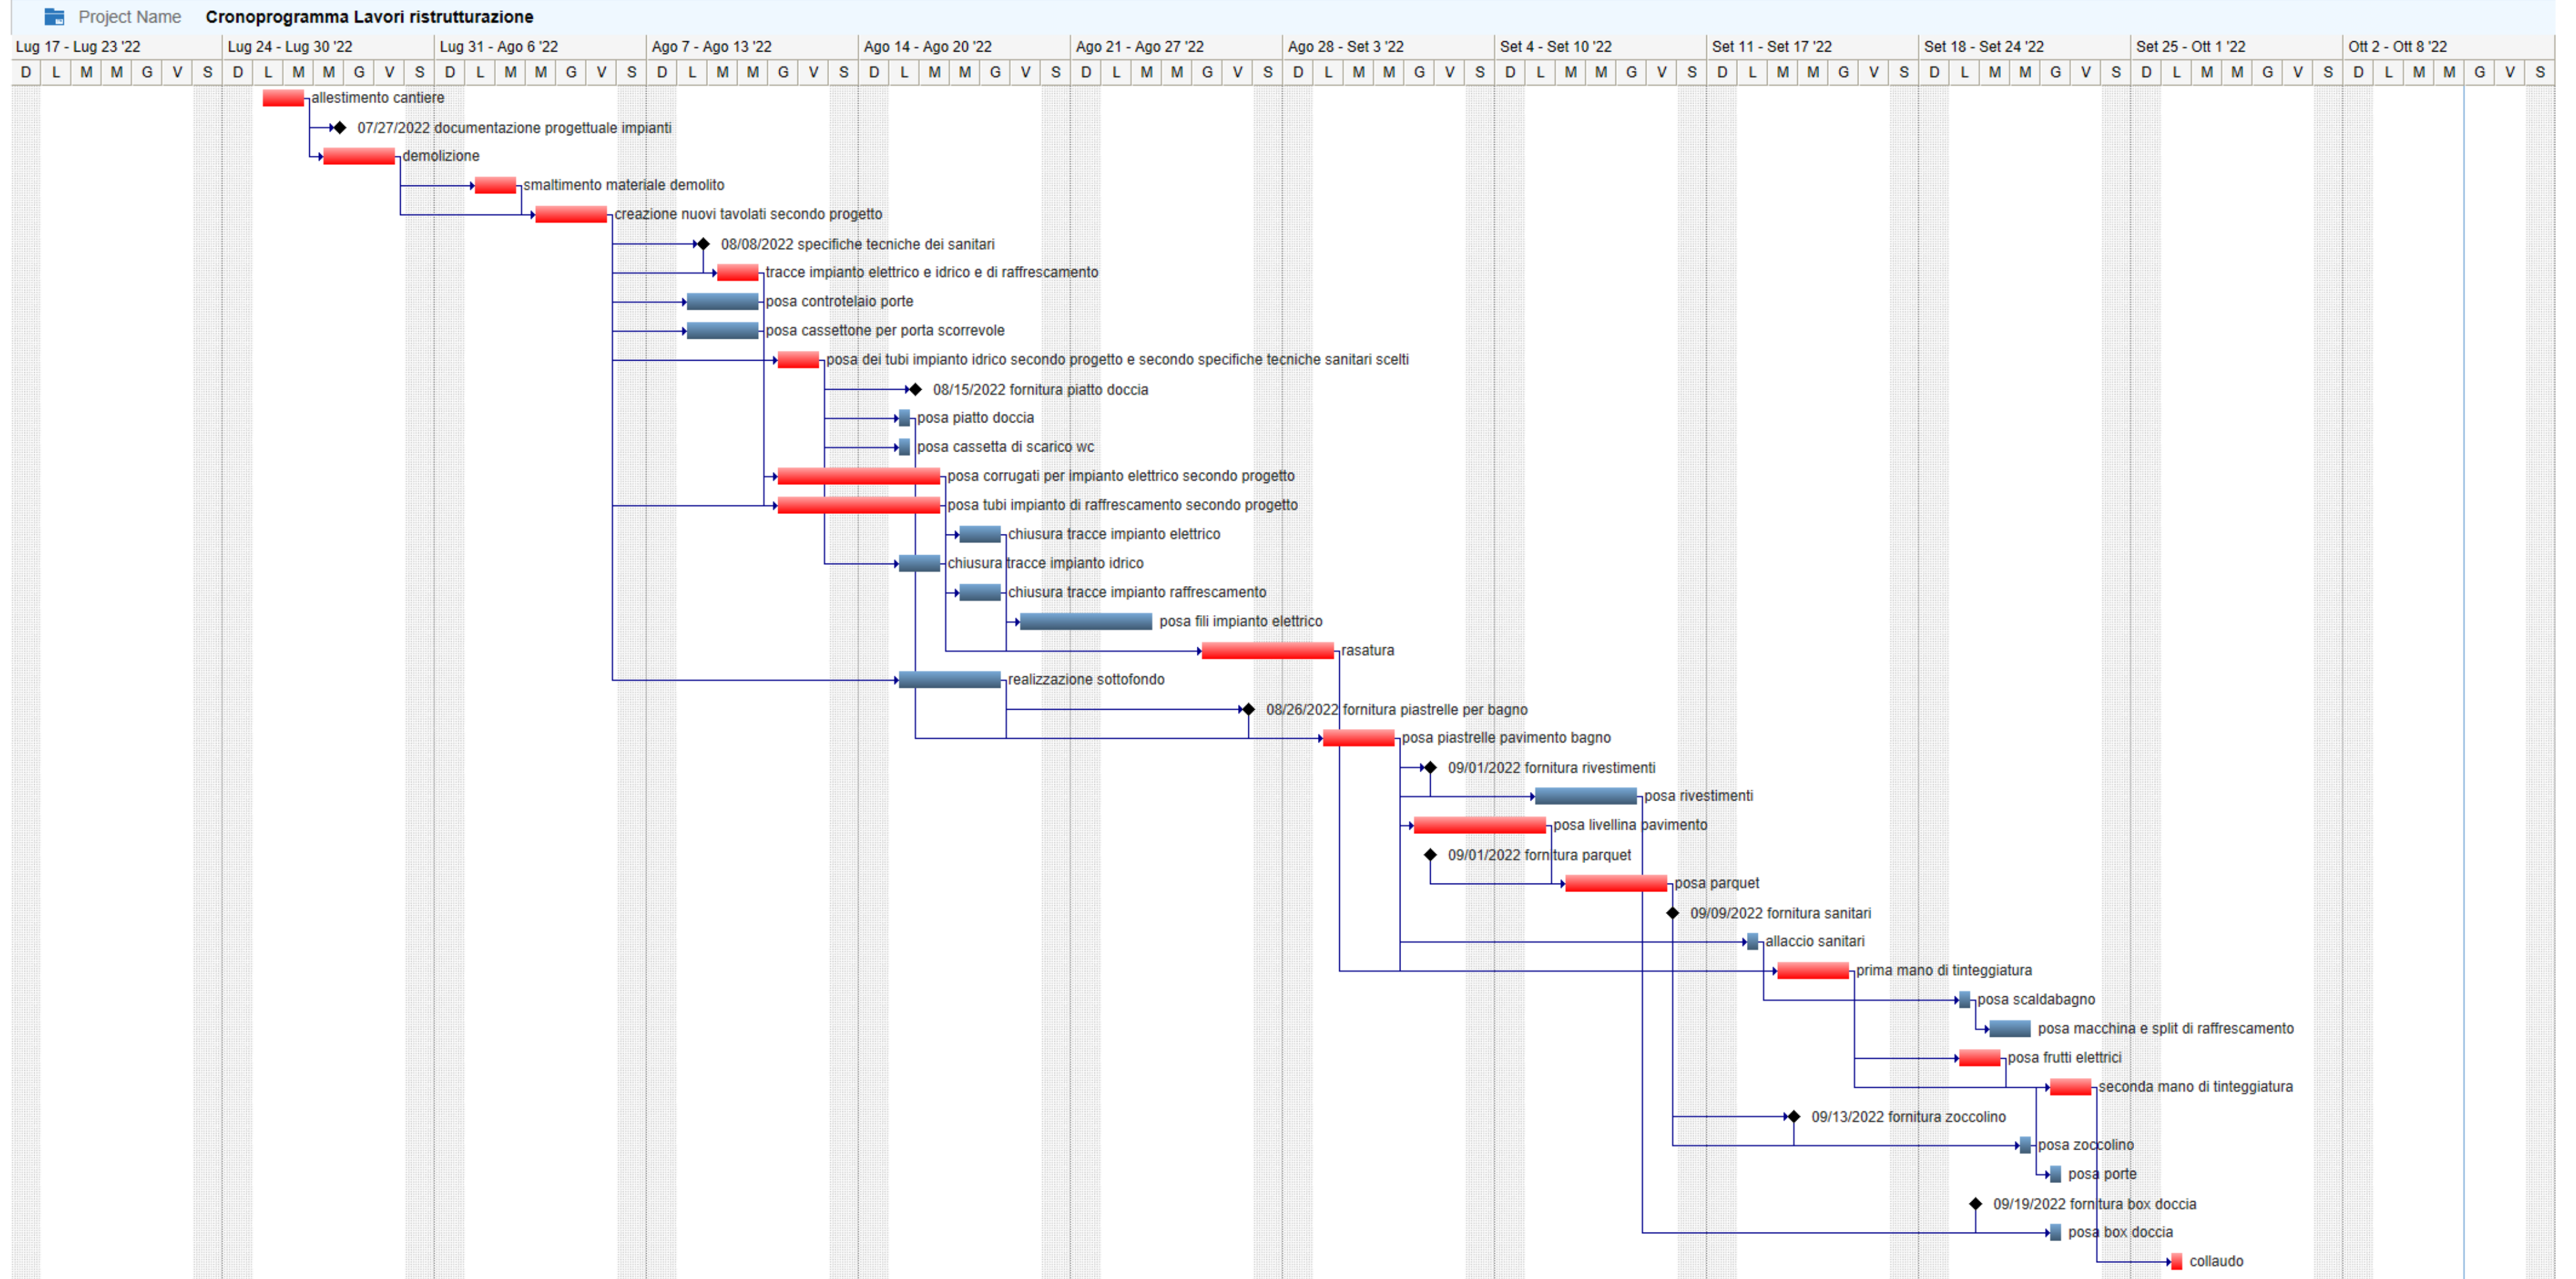 Project Name Cronoprogramma Lavori ristrutturazione
Lug 17 - Lug 23 '22 Lug 24 - Lug 30 '22 Lug 31 - Ago 6 '22 Ago 7 - Ago 13 '22 Ago 14 - Ago 20 '22 Ago 21 - Ago 27 '22 Ago 28 - Set 3 '22 Set 4 - Set 10 '22 Set 11 - Set 17 '22 Set 18 - Set 24 '22 Set 25 - Ott 1 '22 Ott 2 - Ott 8 '22
D L M M G V S D L M M G V S D L M M G V S D L M M G V S D L M M G V S D L M M G V S D L M M G V S D L M M G V S D L M M G V S D L M M G V S D L M M G V S D L M M G V S
allestimento cantiere
07/27/2022 documentazione progettuale impianti
demolizione
smaltimento materiale demolito
creazione nuovi tavolati secondo progetto
08/08/2022 specifiche tecniche dei sanitari
tracce impianto elettrico e idrico e di raffrescamento
posa controtelaio porte
posa cassettone per porta scorrevole
posa dei tubi impianto idrico secondo progetto e secondo specifiche tecniche sanitari scelti
08/15/2022 fornitura piatto doccia
posa piatto doccia
posa cassetta di scarico wc
posa corrugati per impianto elettrico secondo progetto
posa tubi impianto di raffrescamento secondo progetto
chiusura tracce impianto elettrico
chiusura tracce impianto idrico
chiusura tracce impianto raffrescamento
posa fili impianto elettrico
rasatura
realizzazione sottofondo
08/26/2022 fornitura piastrelle per bagno
posa piastrelle pavimento bagno
09/01/2022 fornitura rivestimenti
posa rivestimenti
posa livellina pavimento
09/01/2022 fornitura parquet
posa parquet
09/09/2022 fornitura sanitari
allaccio sanitari
prima mano di tinteggiatura
posa scaldabagno
posa macchina e split di raffrescamento
posa frutti elettrici
seconda mano di tinteggiatura
09/13/2022 fornitura zoccolino
posa zoccolino
posa porte
09/19/2022 fornitura box doccia
posa box doccia
collaudo